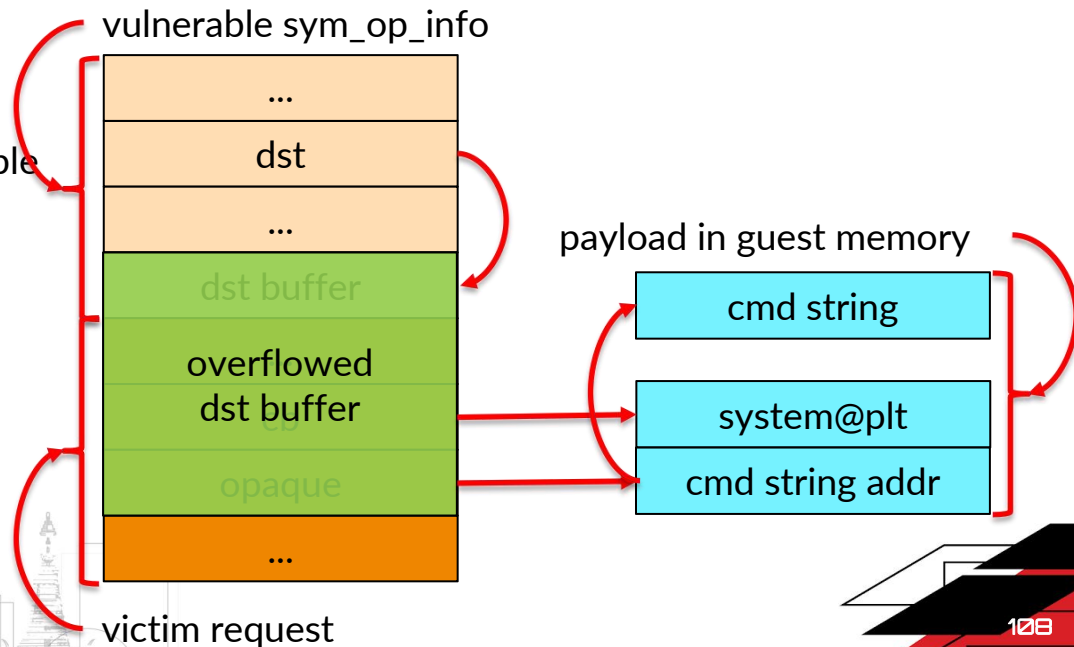 vulnerable sym_op_info
...
dst
...
dst buffer
overflowed
dst buffer
cb
opaque
...
victim request
payload in guest memory
cmd string
system@plt
cmd string addr
108